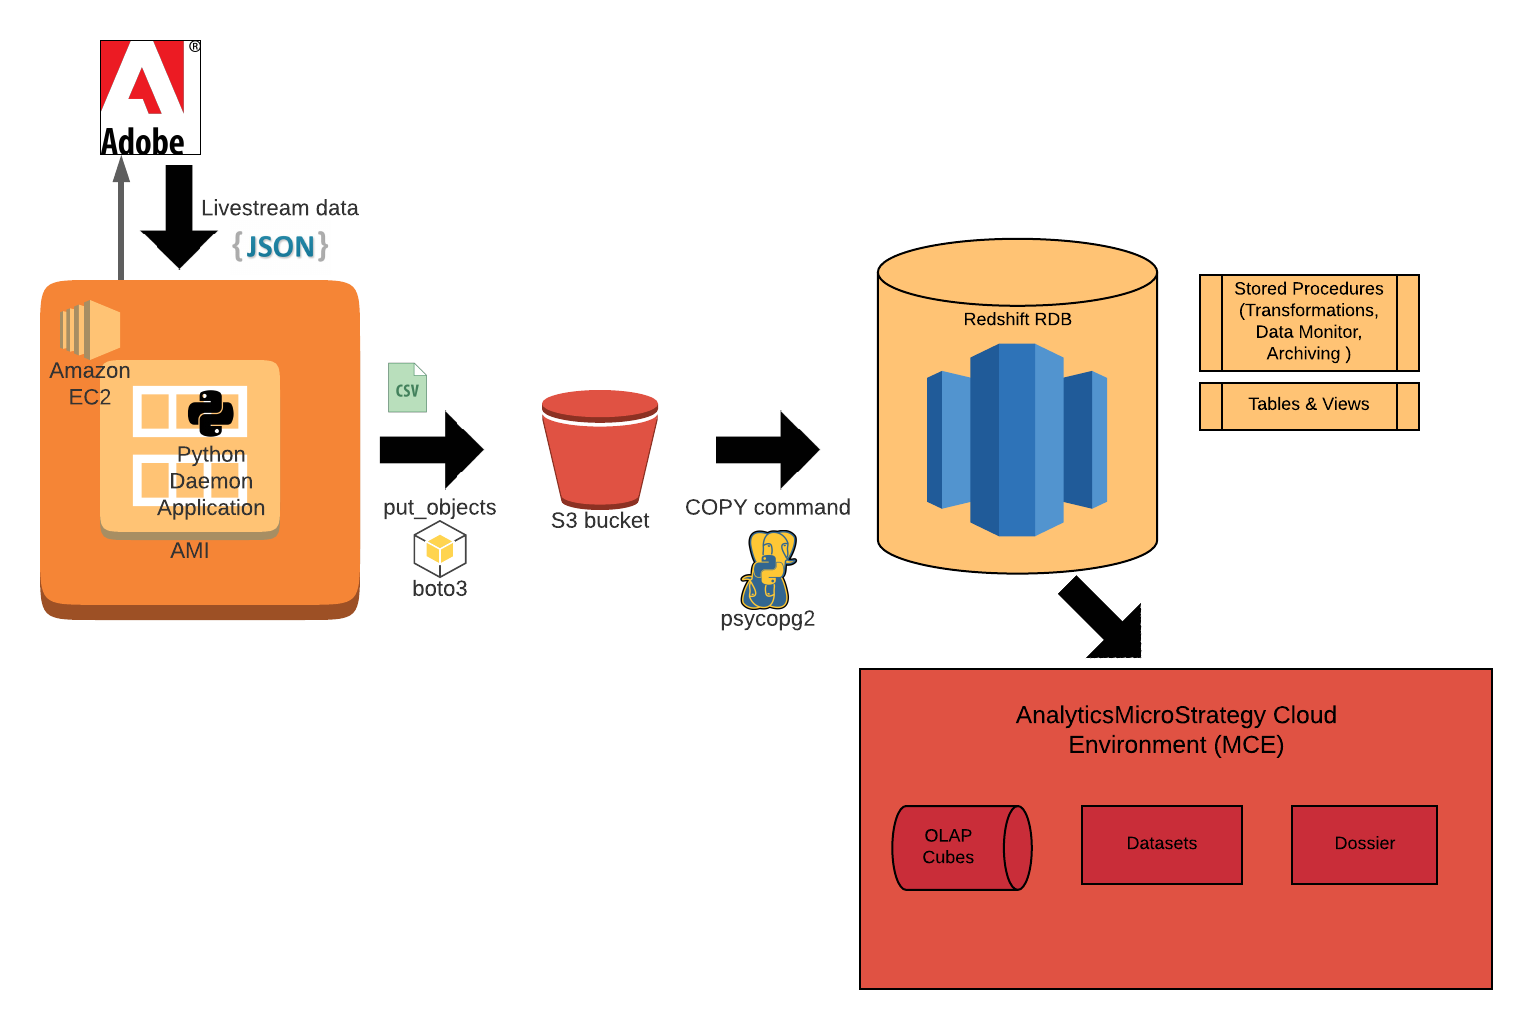 ®
Adobe
Livestream data
{JSON}
Amazon
EC2
Python
Daemon
Application
AMI
CSV
put_objects
boto3
S3 bucket
COPY command
psycopg2
Redshift RDB
Stored Procedures
(Transformations,
Data Monitor,
Archiving )
Tables & Views
AnalyticsMicroStrategy Cloud
Environment (MCE)
OLAP
Cubes
Datasets
Dossier